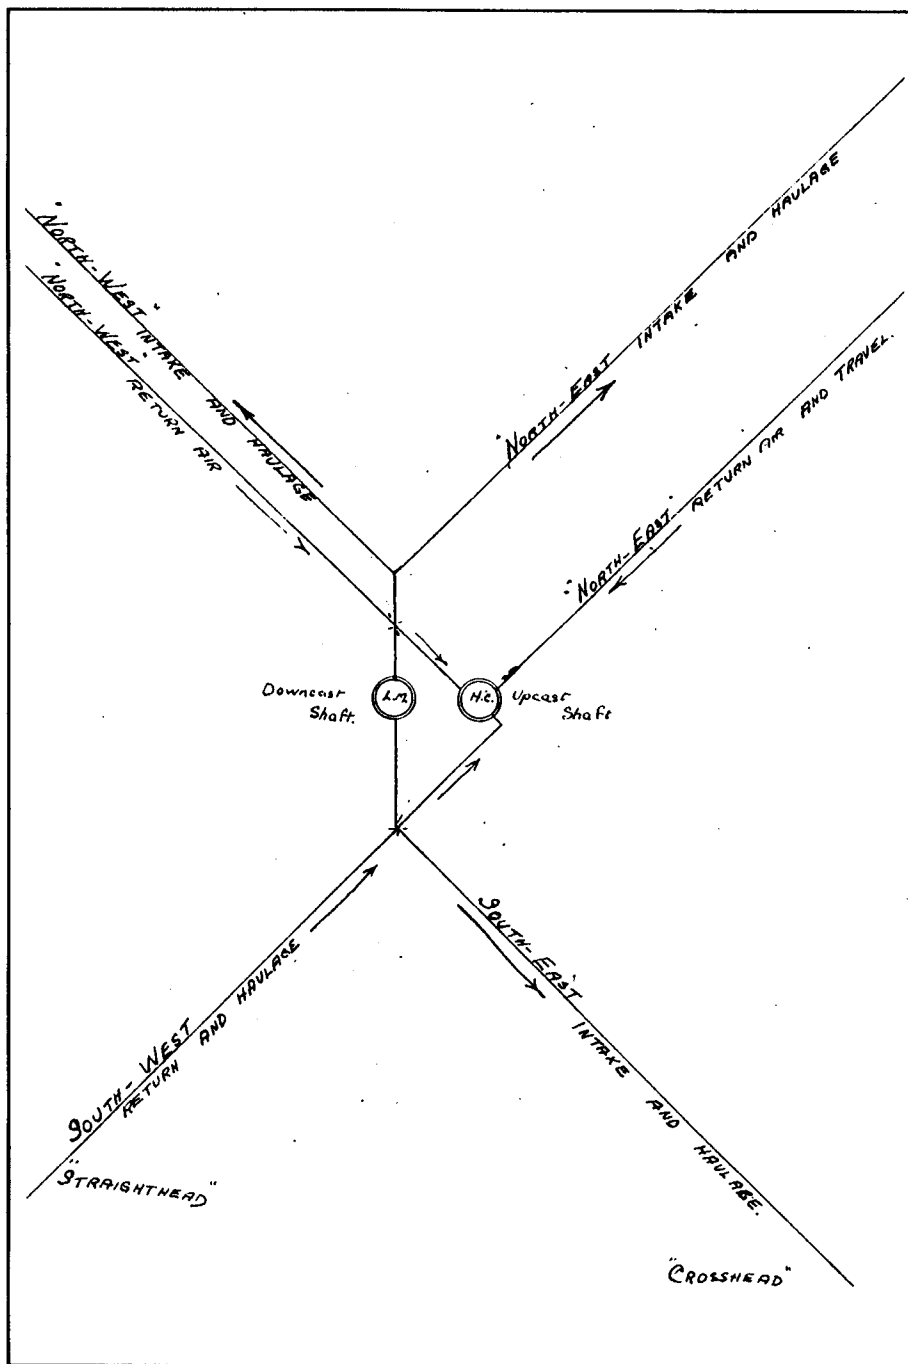 "NORTH-WEST" INTAKE AND HAULAGE
"NORTH-WEST" RETURN AIR
"NORTH-EAST INTAKE AND HAULAGE
"NORTH-EAST" RETURN AIR AND TRAVEL.
Downcast
Shaft.
L.M.
H.C.
Upcast
Shaft
SOUTH-WEST
RETURN AND HAULAGE
"STRAIGHTHEAD"
SOUTH-EAST INTAKE AND HAULAGE.
"CROSSHEAD"